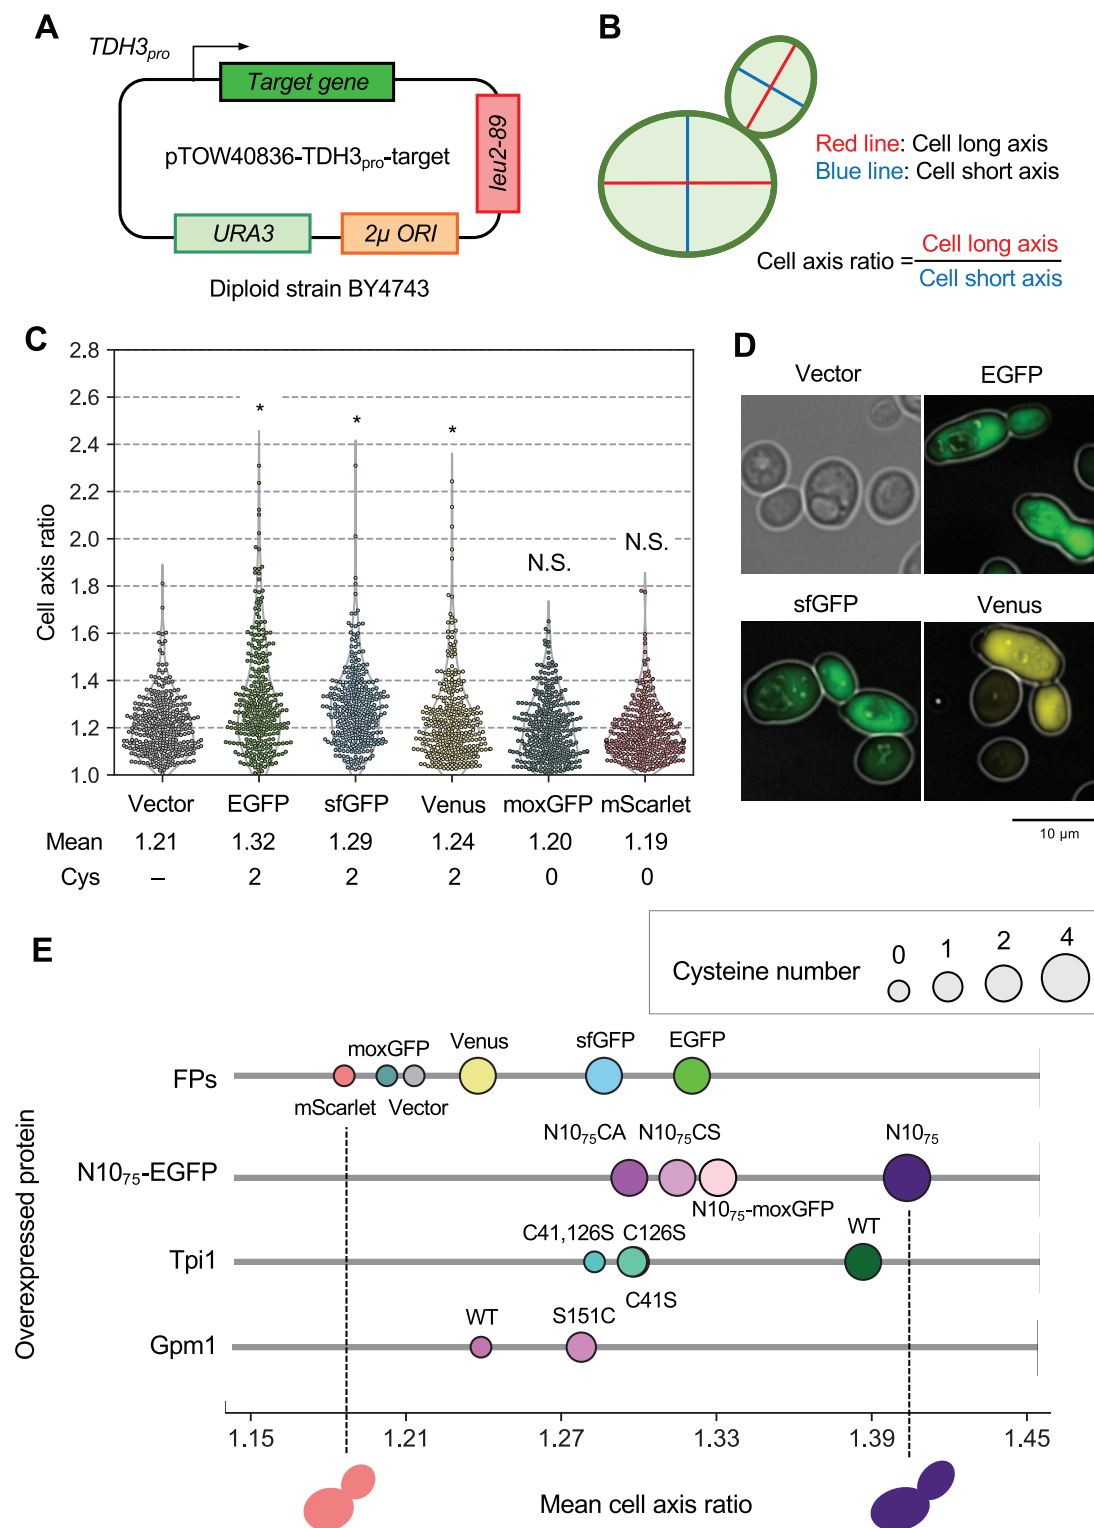 A
TDH3pro
Target gene
pTOW40836-TDH3pro-target
leu2-89
URA3
2μ ORI
Diploid strain BY4743
B
Red line: Cell long axis
Blue line: Cell short axis
Cell axis ratio = Cell long axis
Cell short axis
C
Cell axis ratio
2.8
2.6
2.4
2.2
2.0
1.8
1.6
1.4
1.2
1.0
* * * N.S. N.S.
Vector EGFP sfGFP Venus moxGFP mScarlet
Mean 1.21 1.32 1.29 1.24 1.20 1.19
Cys – 2 2 2 0 0
D
Vector EGFP
sfGFP Venus
10 μm
E
Cysteine number 0 1 2 4
Overexpressed protein
FPs
mScarlet moxGFP Vector Venus sfGFP EGFP
N1075-EGFP
N1075CA N1075CS N1075-moxGFP N1075
Tpi1
C41,126S C126S C41S WT
Gpm1
WT S151C
1.15 1.21 1.27 1.33 1.39 1.45
Mean cell axis ratio